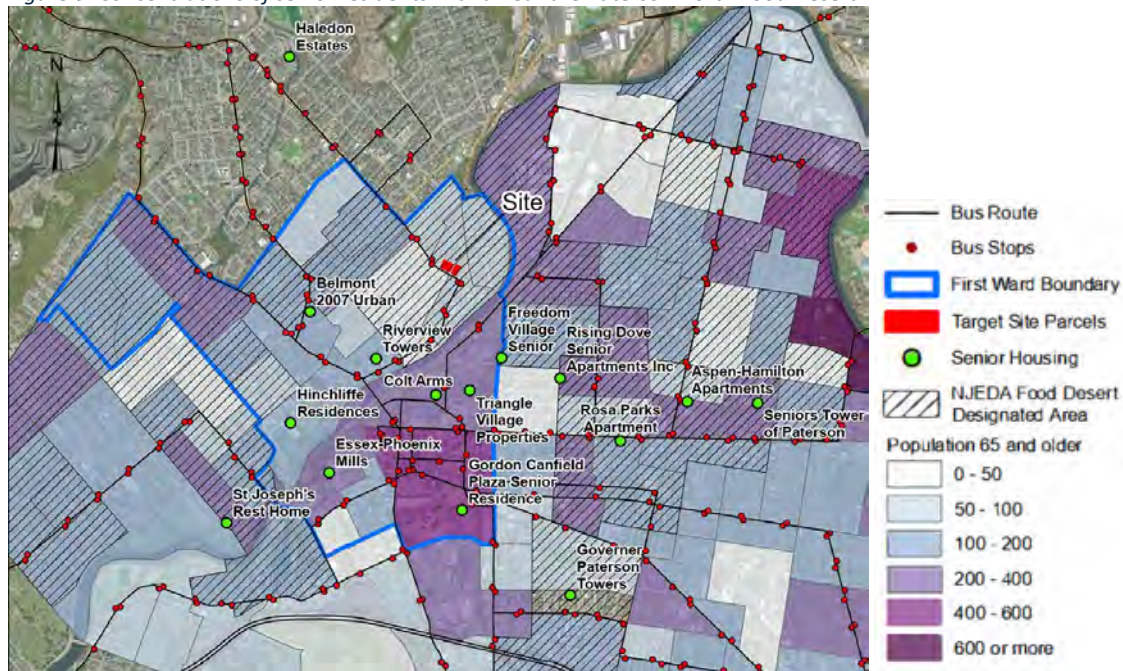 Haledon
Estates
N
Site
Belmont
2007 Urban
Riverview
Towers
Freedom
Village
Senior
Rising Dove
Senior
Apartments Inc
Colt Arms
Aspen-Hamilton
Apartments
Hinchliffe
Residences
Triangle
Village
Properties
Rosa Parks
Apartment
Seniors Tower
of Paterson
Essex-Phoenix
Mills
Gordon Canfield
Plaza-Senior
Residence
St Joseph's
Rest Home
Governer
Paterson
Towers
Bus Route
Bus Stops
First Ward Boundary
Target Site Parcels
Senior Housing
NJEDA Food Desert
Designated Area
Population 65 and older
0 - 50
50 - 100
100 - 200
200 - 400
400 - 600
600 or more